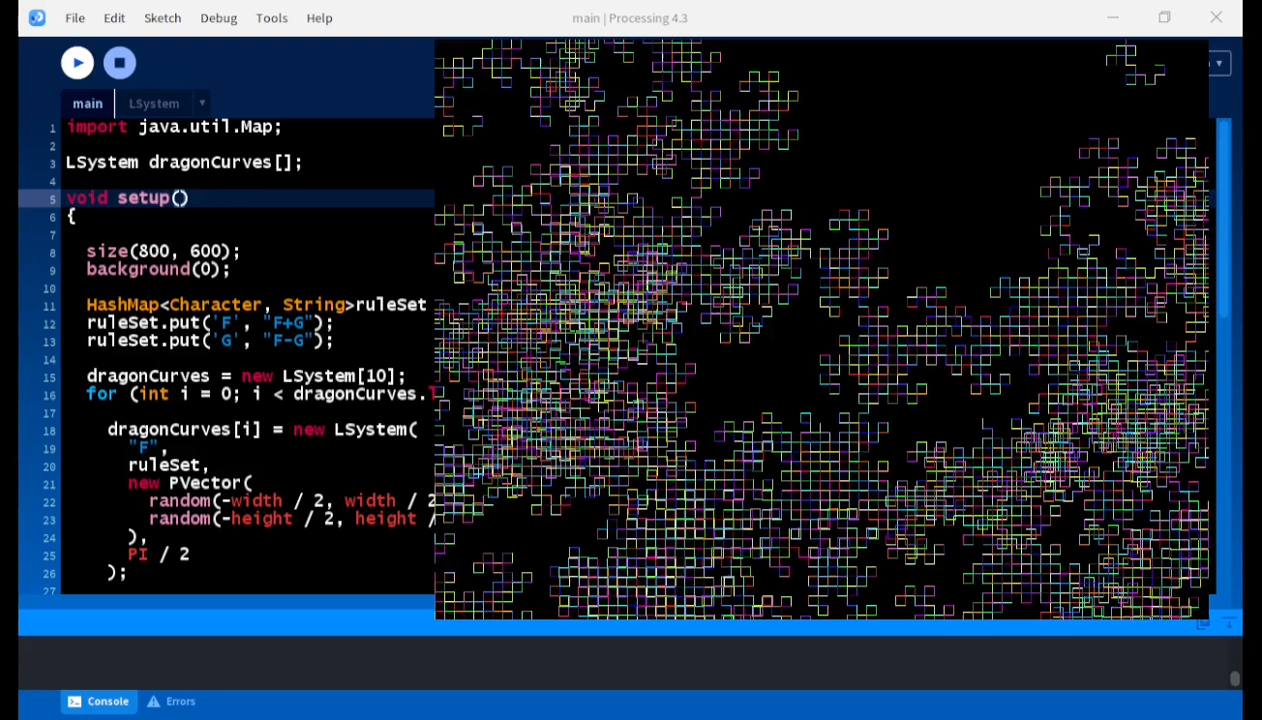 File Edit Sketch Debug Tools Help
main | Processing 4.3
main LSystem
1 import java.util.Map;
2
3 LSystem dragonCurves[];
4
5 void setup()
6 {
7
8 size(800, 600);
9 background(0);
10
11 HashMap<Character, String>ruleSet
12 ruleSet.put('F', "F+G");
13 ruleSet.put('G', "F-G");
14
15 dragonCurves = new LSystem[10];
16 for (int i = 0; i < dragonCurves.
17
18 dragonCurves[i] = new LSystem(
19 "F",
20 ruleSet,
21 new PVector(
22 random(-width / 2, width / 2
23 random(-height / 2, height /
24 ),
25 PI / 2
26 );
27
Console Errors